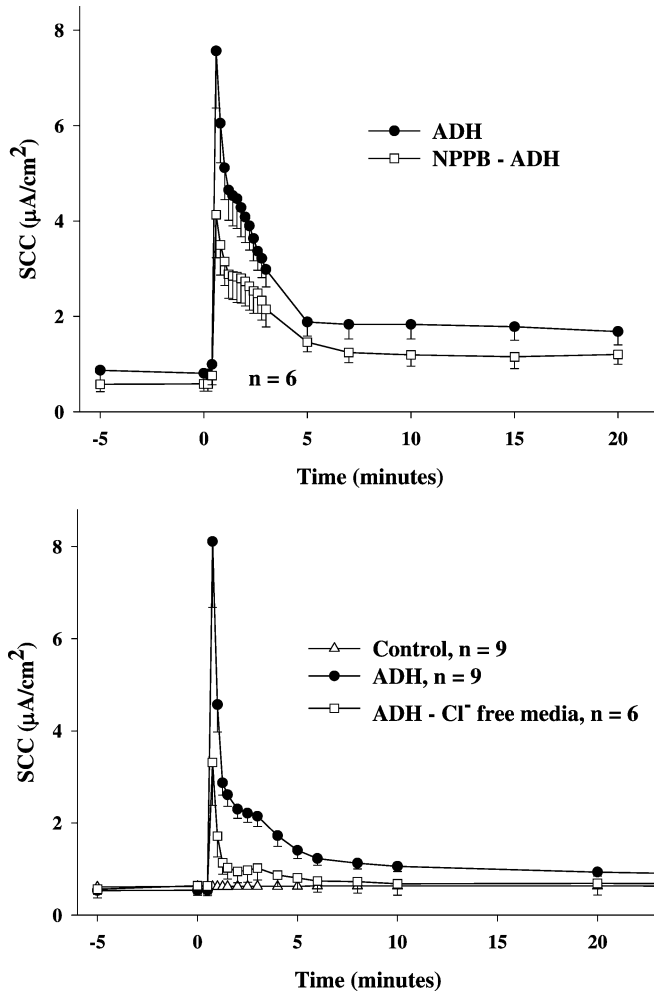 8
6
4
2
0
SCC (μA/cm²)
ADH
NPPB - ADH
n = 6
-5 0 5 10 15 20
Time (minutes)
8
6
4
2
0
SCC (μA/cm²)
Control, n = 9
ADH, n = 9
ADH - Cl⁻ free media, n = 6
-5 0 5 10 15 20
Time (minutes)